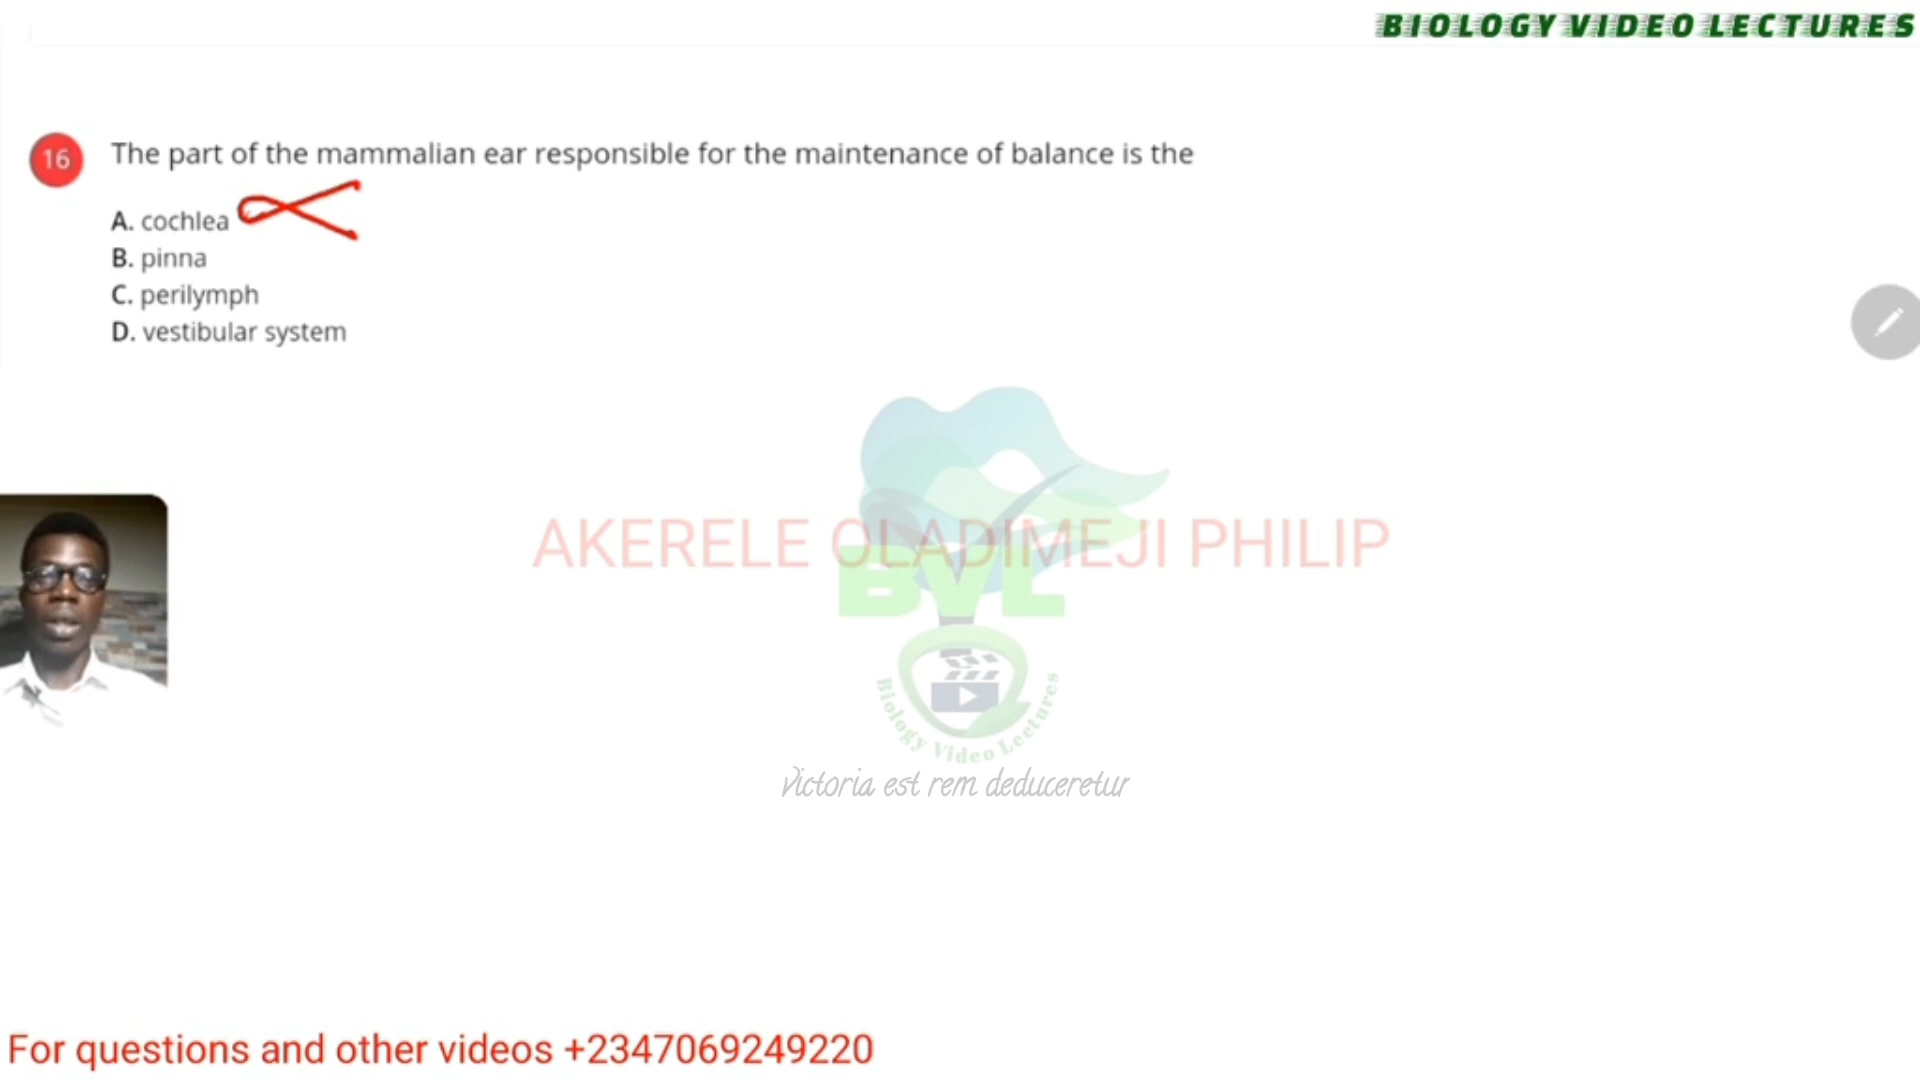 BIOLOGY VIDEO LECTURES
16 The part of the mammalian ear responsible for the maintenance of balance is the
A. cochlea
B. pinna
C. perilymph
D. vestibular system
AKERELE OLADIMEJI PHILIP
BVL
Biology Video Lectures
Victoria est rem deduceretur
For questions and other videos +2347069249220